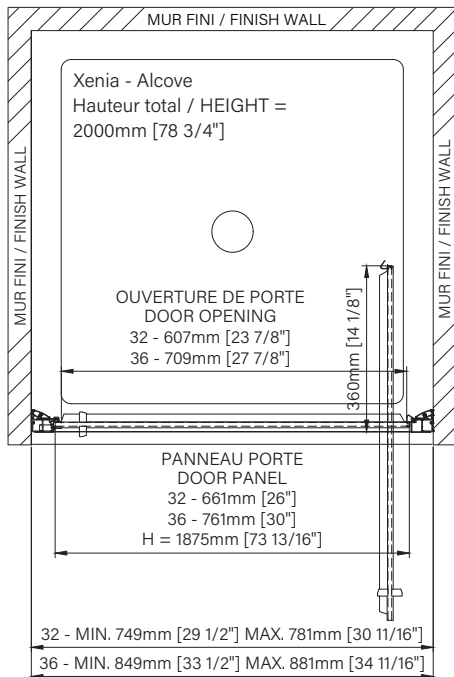 MUR FINI / FINISH WALL
Xenia - Alcove
Hauteur total / HEIGHT =
2000mm [78 3/4"]
MUR FINI / FINISH WALL
MUR FINI / FINISH WALL
OUVERTURE DE PORTE
DOOR OPENING
32 - 607mm [23 7/8"]
36 - 709mm [27 7/8"]
360mm [14 1/8"]
PANNEAU PORTE
DOOR PANEL
32 - 661mm [26"]
36 - 761mm [30"]
H = 1875mm [73 13/16"]
32 - MIN. 749mm [29 1/2"] MAX. 781mm [30 11/16"]
36 - MIN. 849mm [33 1/2"] MAX. 881mm [34 11/16"]